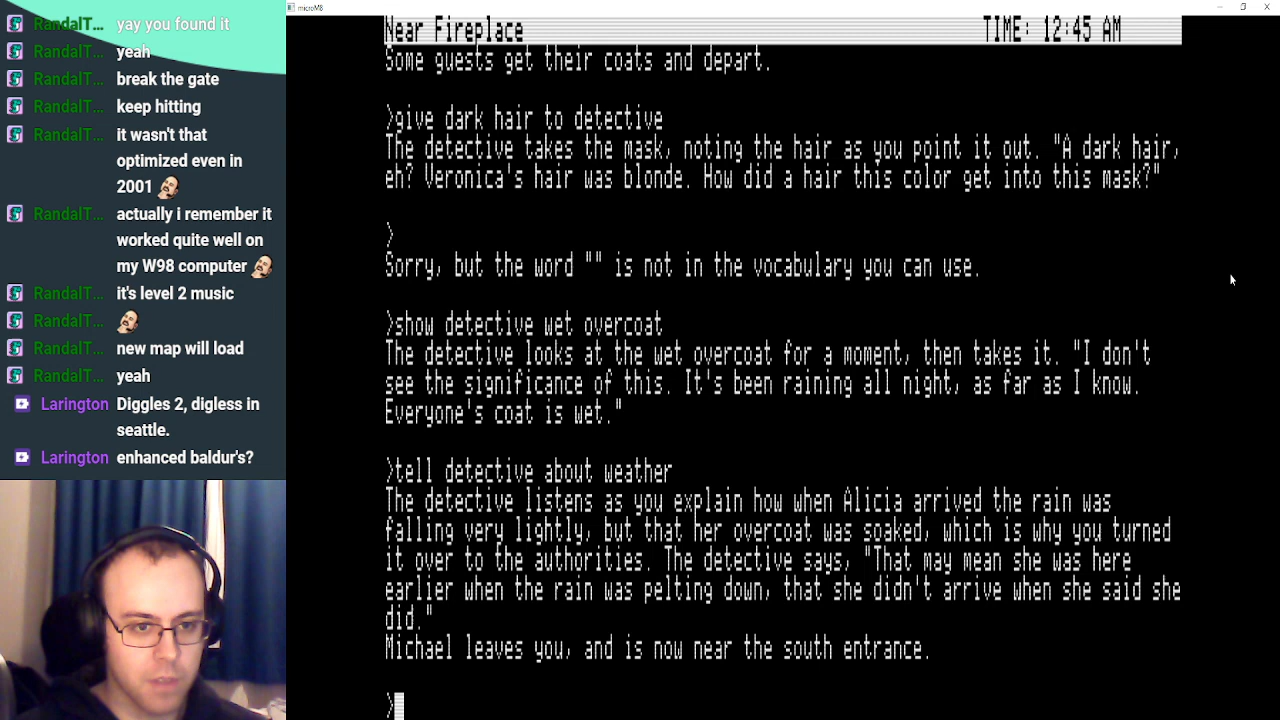 RandalT... yay you found it
RandalT... yeah
RandalT... break the gate
RandalT... keep hitting
RandalT... it wasn't that
optimized even in
2001
RandalT... actually i remember it
worked quite well on
my W98 computer
RandalT... it's level 2 music
RandalT...
RandalT... new map will load
RandalT... yeah
Larington Diggles 2, digless in
seattle.
Larington enhanced baldur's?
microM8
Near Fireplace TIME: 12:45 AM
Some guests get their coats and depart.
>give dark hair to detective
The detective takes the mask, noting the hair as you point it out. "A dark hair,
eh? Veronica's hair was blonde. How did a hair this color get into this mask?"
>
Sorry, but the word "" is not in the vocabulary you can use.
>show detective wet overcoat
The detective looks at the wet overcoat for a moment, then takes it. "I don't
see the significance of this. It's been raining all night, as far as I know.
Everyone's coat is wet."
>tell detective about weather
The detective listens as you explain how when Alicia arrived the rain was
falling very lightly, but that her overcoat was soaked, which is why you turned
it over to the authorities. The detective says, "That may mean she was here
earlier when the rain was pelting down, that she didn't arrive when she said she
did."
Michael leaves you, and is now near the south entrance.
>